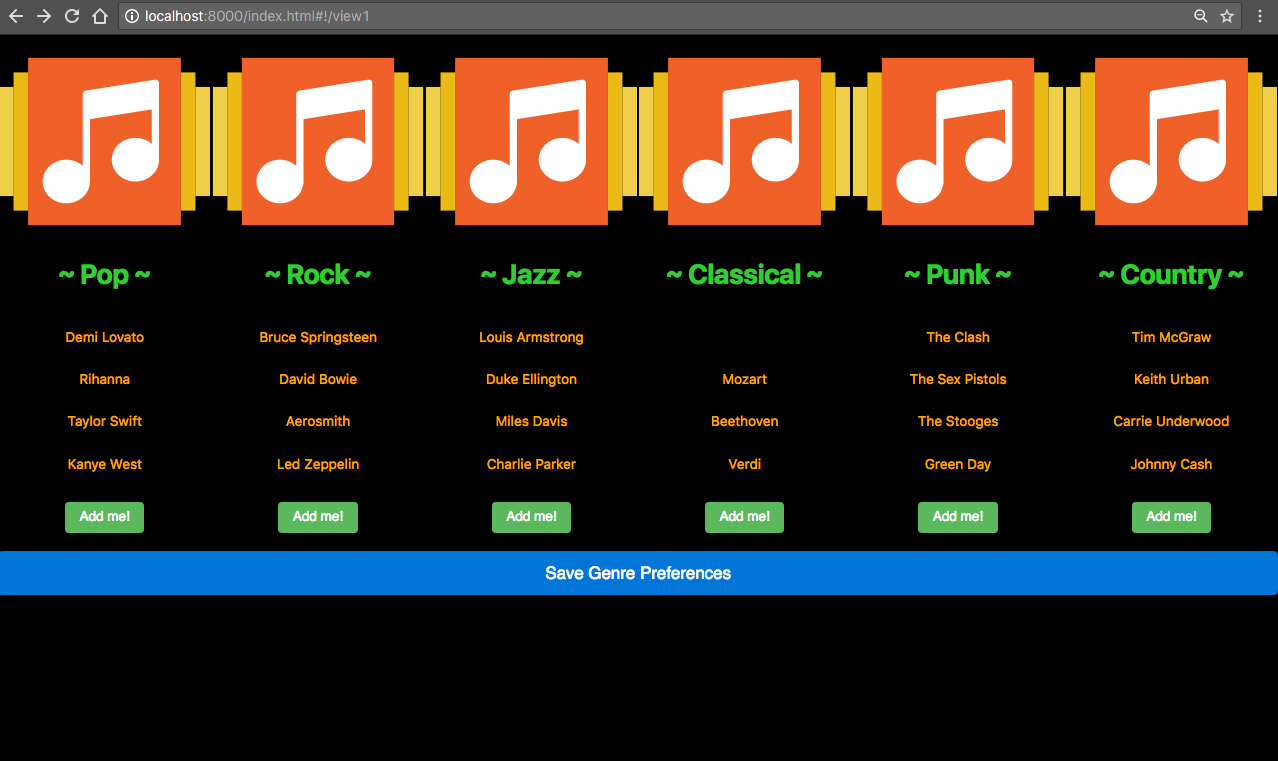 localhost:8000/index.html#!/view1
~ Pop ~
~ Rock ~
~ Jazz ~
~ Classical ~
~ Punk ~
~ Country ~
Demi Lovato
Bruce Springsteen
Louis Armstrong
The Clash
Tim McGraw
Rihanna
David Bowie
Duke Ellington
Mozart
The Sex Pistols
Keith Urban
Taylor Swift
Aerosmith
Miles Davis
Beethoven
The Stooges
Carrie Underwood
Kanye West
Led Zeppelin
Charlie Parker
Verdi
Green Day
Johnny Cash
Add me!
Add me!
Add me!
Add me!
Add me!
Add me!
Save Genre Preferences